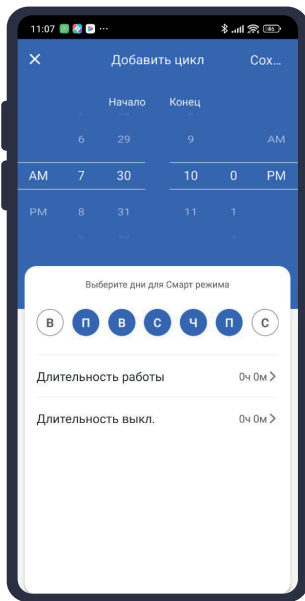 11:07 ...
× Добавить цикл Сох...
Начало Конец
6 29 9 AM
AM 7 30 10 0 PM
PM 8 31 11 1
Выберите дни для Смарт режима
В П В С Ч П С
Длительность работы 0ч 0м >
Длительность выкл. 0ч 0м >